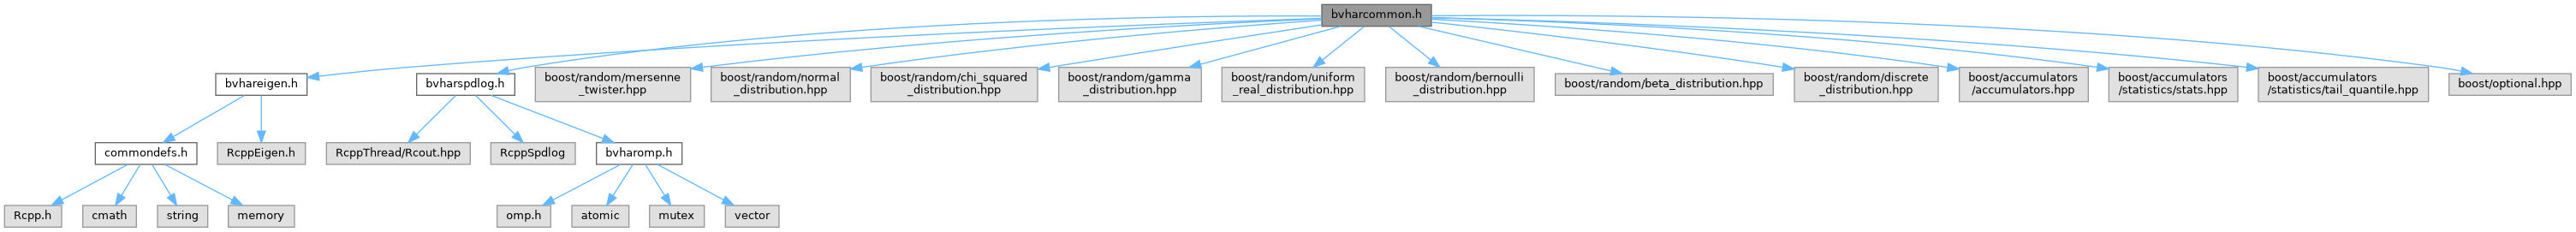 bvharcommon.h
bvhareigen.h
bvharspdlog.h
boost/random/mersenne
_twister.hpp
boost/random/normal
_distribution.hpp
boost/random/chi_squared
_distribution.hpp
boost/random/gamma
_distribution.hpp
boost/random/uniform
_real_distribution.hpp
boost/random/bernoulli
_distribution.hpp
boost/random/beta_distribution.hpp
boost/random/discrete
_distribution.hpp
boost/accumulators
/accumulators.hpp
boost/accumulators
/statistics/stats.hpp
boost/accumulators
/statistics/tail_quantile.hpp
boost/optional.hpp
commondefs.h
RcppEigen.h
RcppThread/Rcout.hpp
RcppSpdlog
bvharomp.h
Rcpp.h
cmath
string
memory
omp.h
atomic
mutex
vector